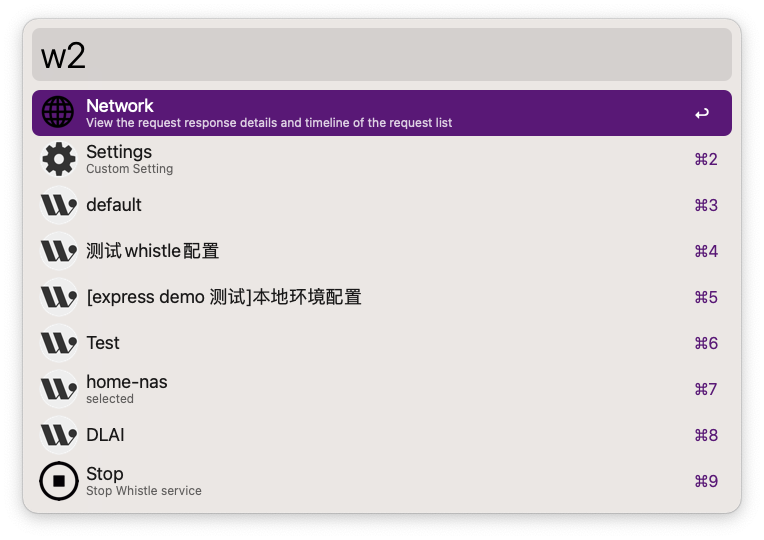 w2
Network
View the request response details and timeline of the request list
↩
Settings
Custom Setting
⌘2
default
⌘3
测试whistle配置
⌘4
[express demo 测试]本地环境配置
⌘5
Test
⌘6
home-nas
selected
⌘7
DLAI
⌘8
Stop
Stop Whistle service
⌘9